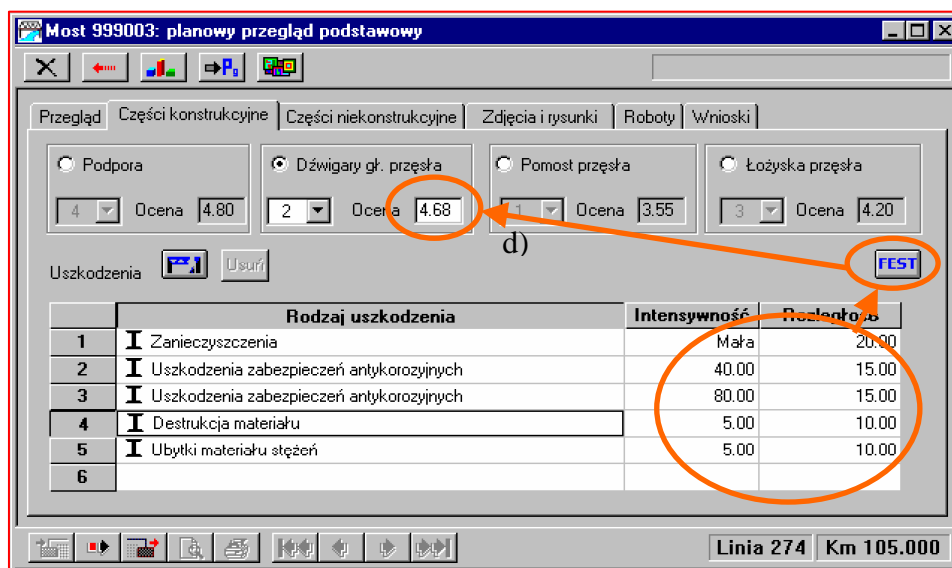 Most 999003: planowy przegląd podstawowy
Przegląd Części konstrukcyjne Części niekonstrukcyjne Zdjęcia i rysunki Roboty Wnioski
Podpora Dźwigary gł. przęsła Pomost przęsła Łożyska przęsła
4 Ocena 4.80 2 Ocena 4.68 1 Ocena 3.55 3 Ocena 4.20
d)
Uszkodzenia Usuń FEST
Rodzaj uszkodzenia Intensywność Rozległość
1 Zanieczyszczenia Mała 20.00
2 Uszkodzenia zabezpieczeń antykorozyjnych 40.00 15.00
3 Uszkodzenia zabezpieczeń antykorozyjnych 80.00 15.00
4 Destrukcja materiału 5.00 10.00
5 Ubytki materiału stężeń 5.00 10.00
6
Linia 274 Km 105.000